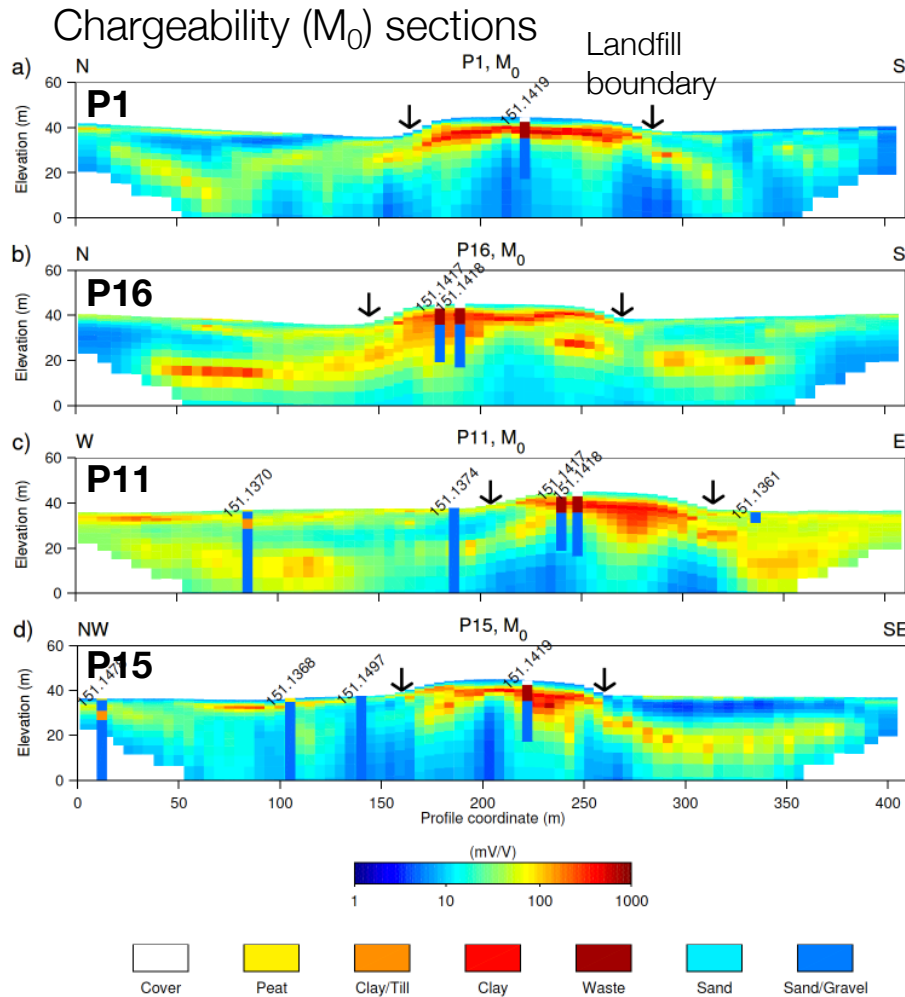 Chargeability (M0) sections
Landfill
boundary
a) N P1, M0 S
P1
151.1419
Elevation (m)
60
40
20
0
b) N P16, M0 S
P16
151.1417
151.1418
Elevation (m)
60
40
20
0
c) W P11, M0 E
P11
151.1370
151.1374
151.1417
151.1418
151.1361
Elevation (m)
60
40
20
0
d) NW P15, M0 SE
P15
151.1368
151.1497
151.1419
Elevation (m)
60
40
20
0
0 50 100 150 200 250 300 350 400
Profile coordinate (m)
(mV/V)
1 10 100 1000
Cover Peat Clay/Till Clay Waste Sand Sand/Gravel